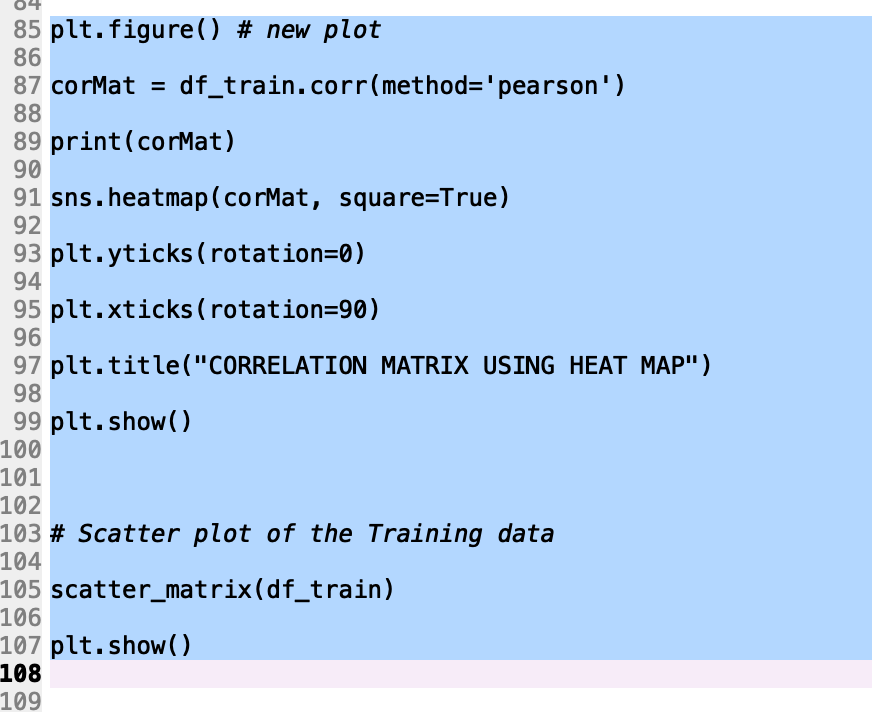 84
85 plt.figure() # new plot
86
87 corMat = df_train.corr(method='pearson')
88
89 print(corMat)
90
91 sns.heatmap(corMat, square=True)
92
93 plt.yticks(rotation=0)
94
95 plt.xticks(rotation=90)
96
97 plt.title("CORRELATION MATRIX USING HEAT MAP")
98
99 plt.show()
100
101
102
103 # Scatter plot of the Training data
104
105 scatter_matrix(df_train)
106
107 plt.show()
108
109